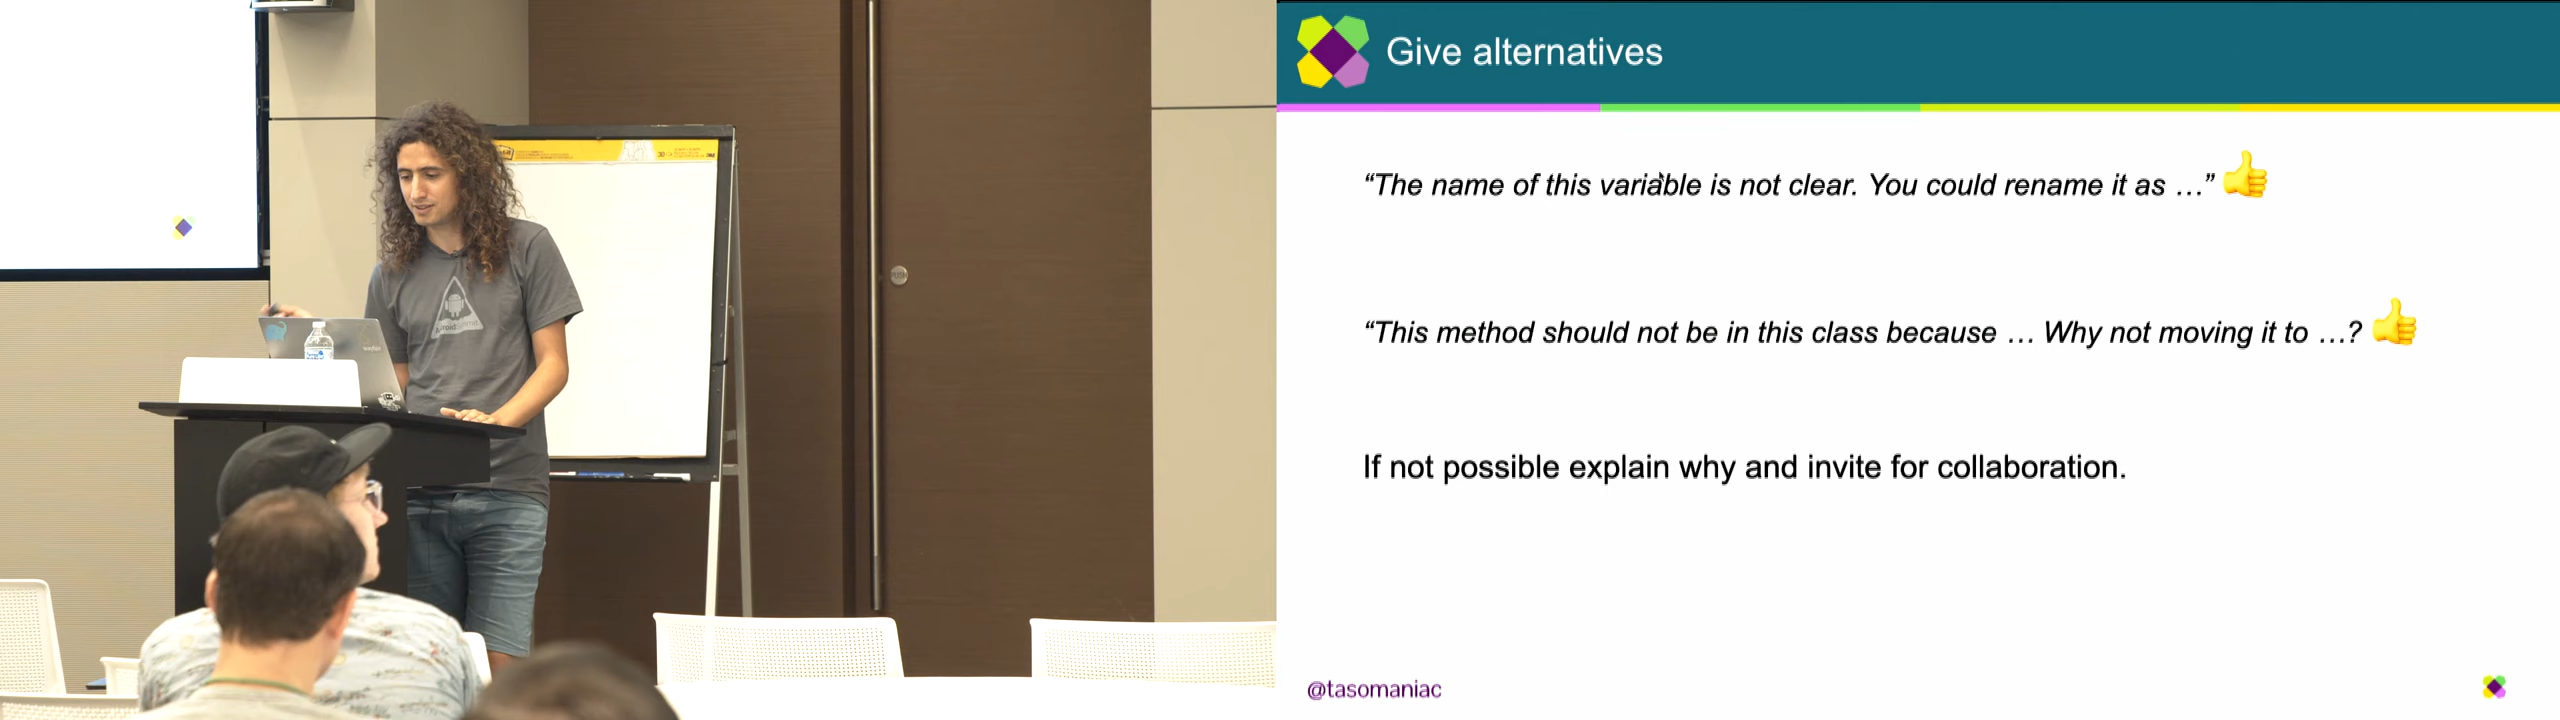 Give alternatives
“The name of this variable is not clear. You could rename it as …”
“This method should not be in this class because … Why not moving it to …?
If not possible explain why and invite for collaboration.
@tasomaniac